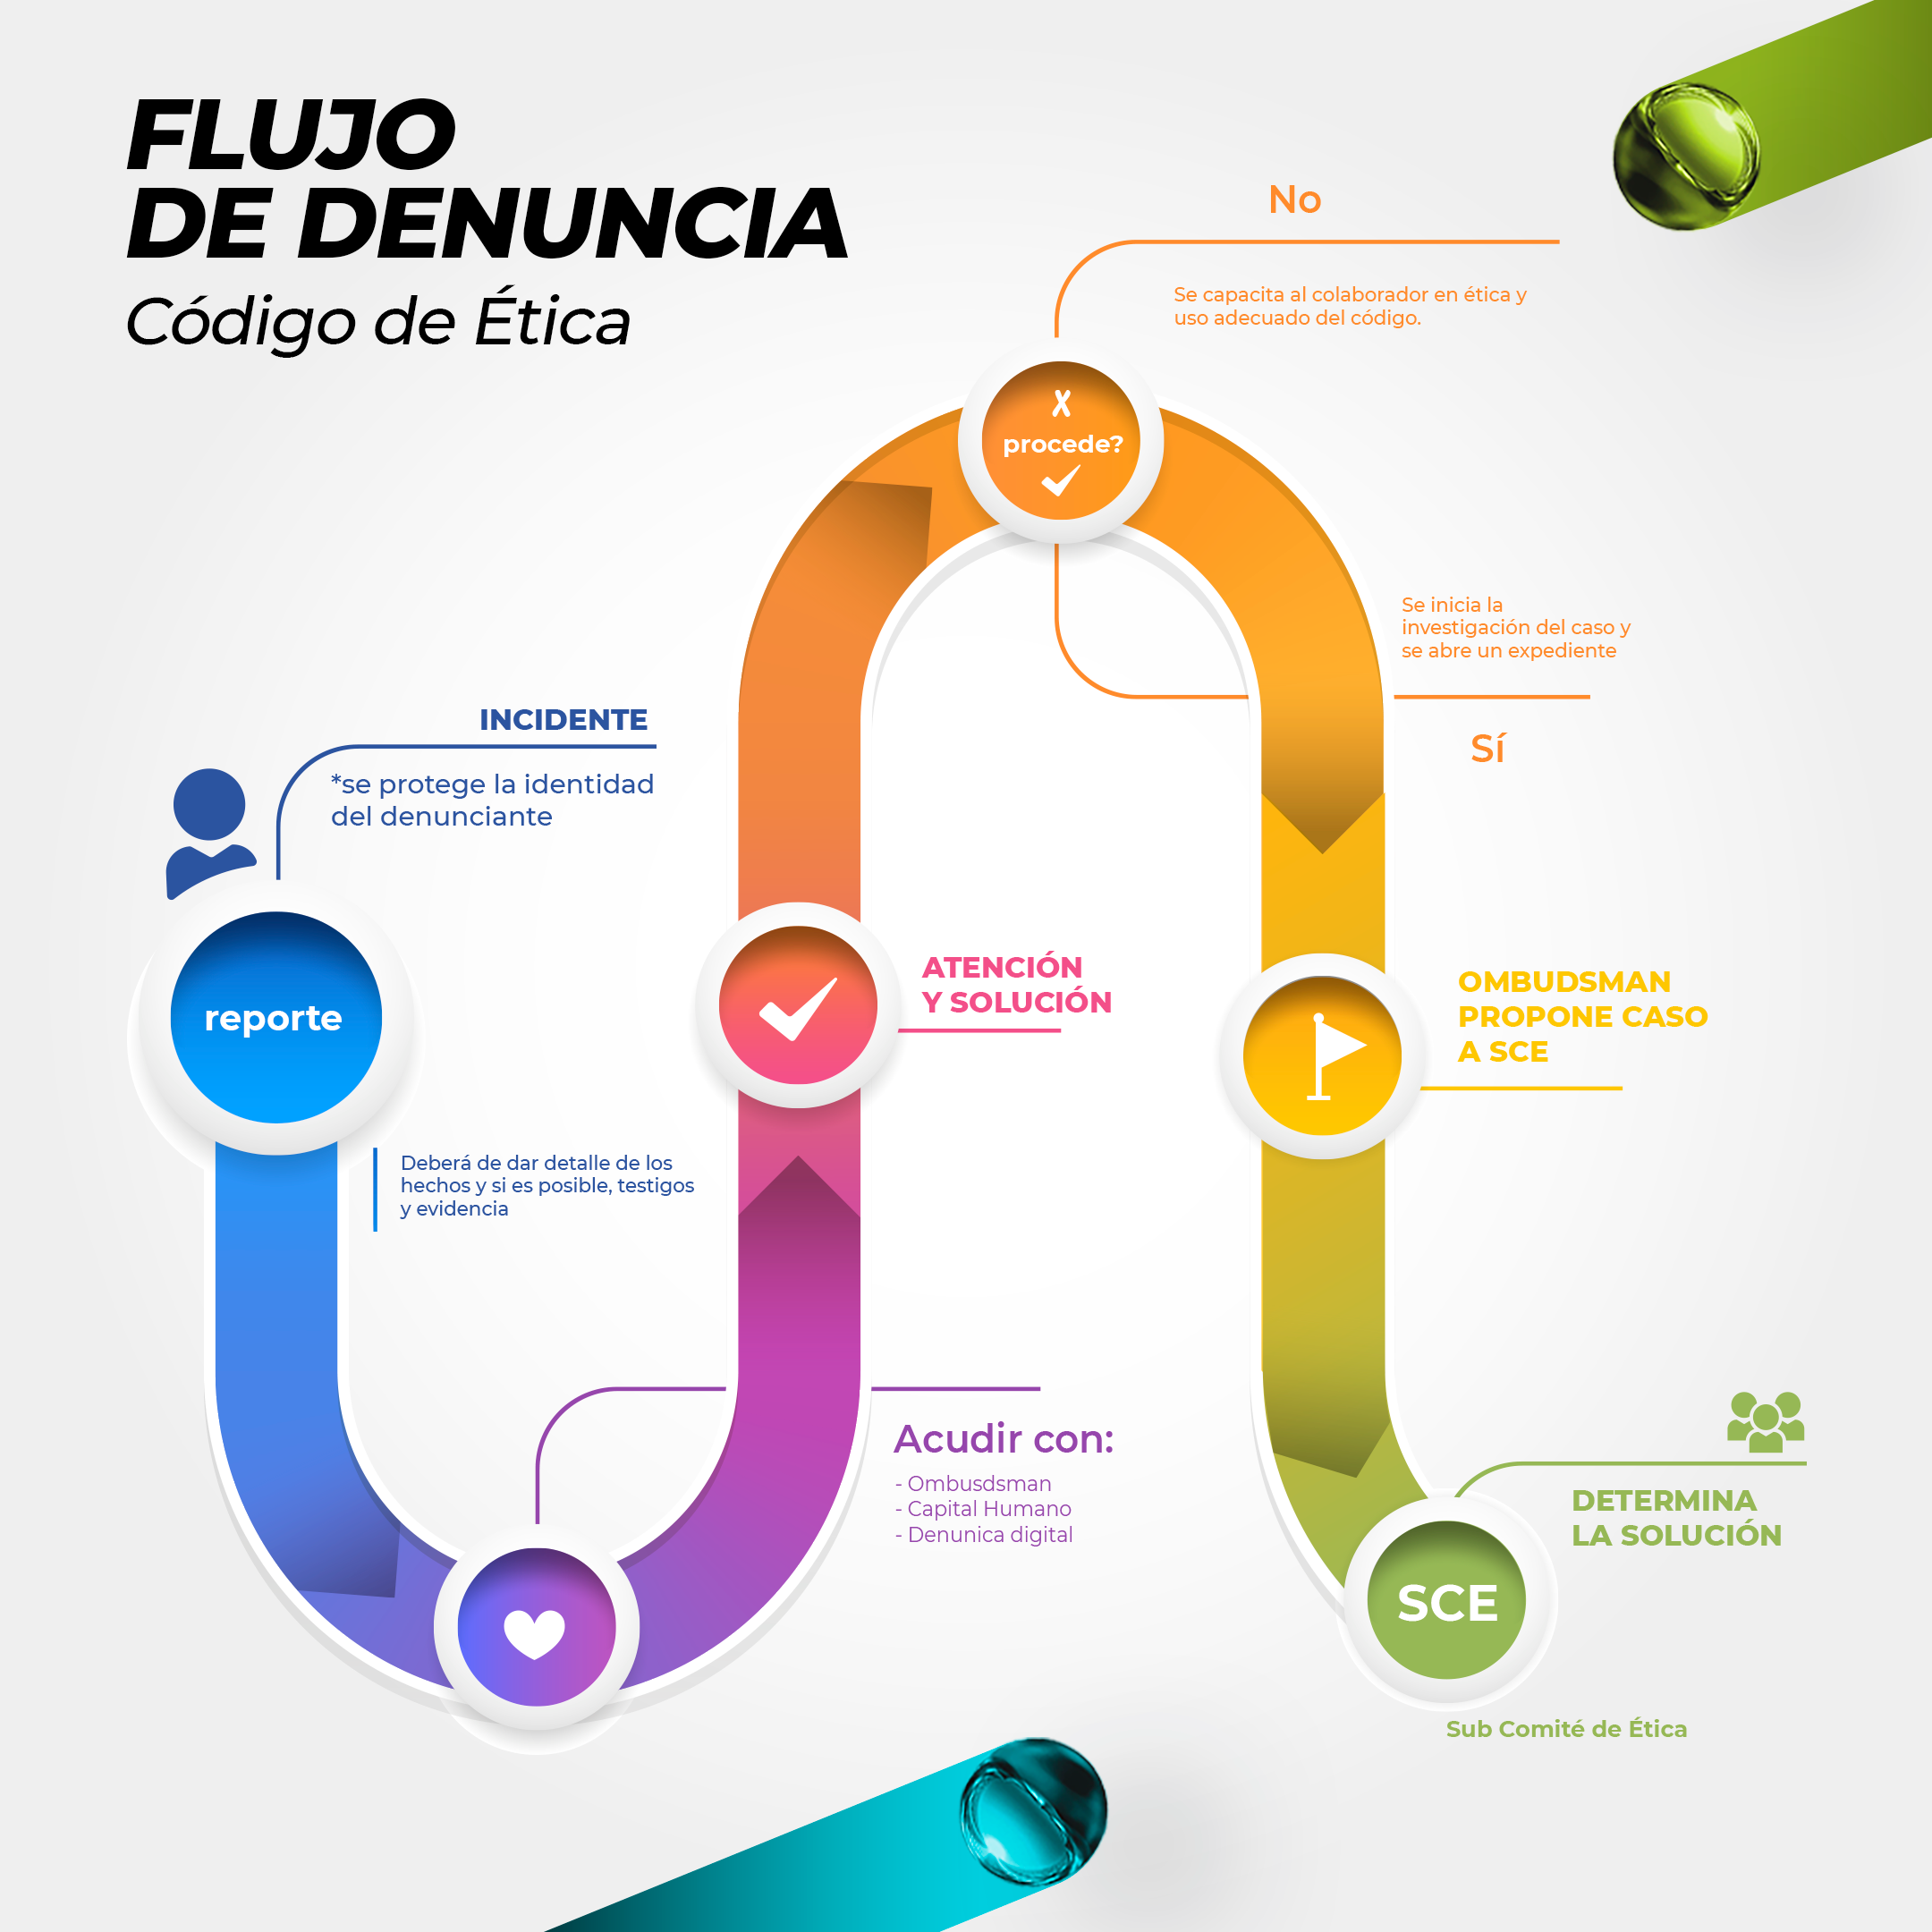 FLUJO
DE DENUNCIA
Código de Ética
No
Se capacita al colaborador en ética y
uso adecuado del código.
procede?
Se inicia la
investigación del caso y
se abre un expediente
Sí
INCIDENTE
*se protege la identidad
del denunciante
reporte
Deberá de dar detalle de los
hechos y si es posible, testigos
y evidencia
ATENCIÓN
Y SOLUCIÓN
OMBUDSMAN
PROPONE CASO
A SCE
Acudir con:
- Ombusdsman
- Capital Humano
- Denunica digital
DETERMINA
LA SOLUCIÓN
SCE
Sub Comité de Ética